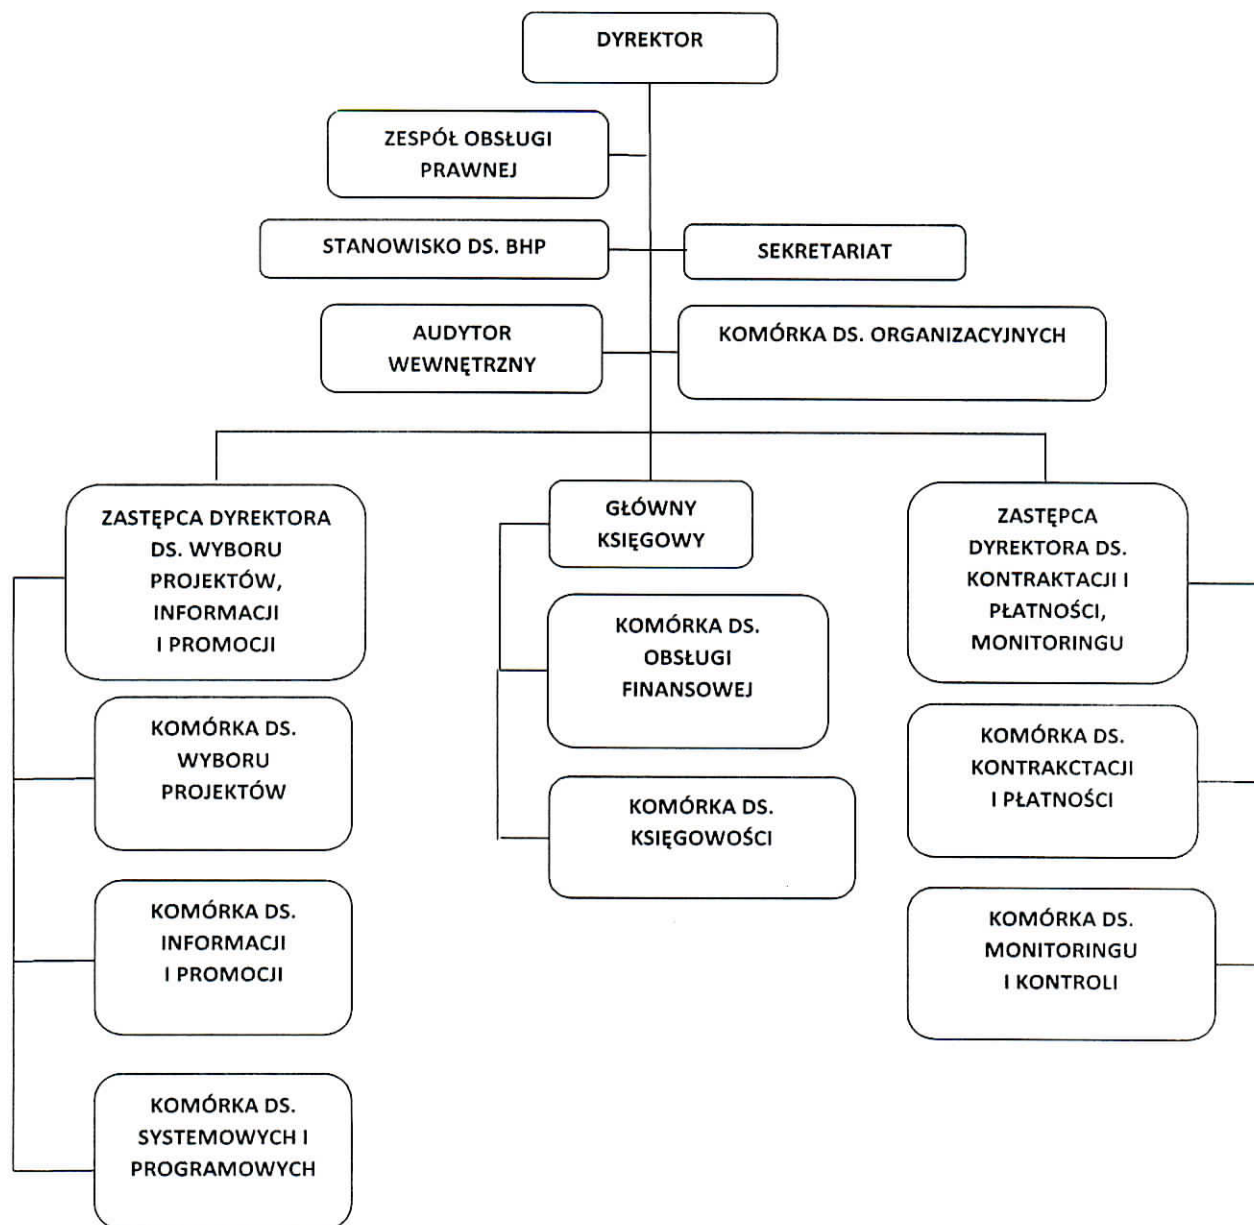 DYREKTOR
ZESPÓŁ OBSŁUGI
PRAWNEJ
STANOWISKO DS. BHP
SEKRETARIAT
AUDYTOR
WEWNĘTRZNY
KOMÓRKA DS. ORGANIZACYJNYCH
ZASTĘPCA DYREKTORA
DS. WYBORU
PROJEKTÓW,
INFORMACJI
I PROMOCJI
GŁÓWNY
KSIĘGOWY
ZASTĘPCA
DYREKTORA DS.
KONTRAKTACJI I
PŁATNOŚCI,
MONITORINGU
KOMÓRKA DS.
WYBORU
PROJEKTÓW
KOMÓRKA DS.
OBSŁUGI
FINANSOWEJ
KOMÓRKA DS.
KONTRAKCTACJI
I PŁATNOŚCI
KOMÓRKA DS.
INFORMACJI
I PROMOCJI
KOMÓRKA DS.
KSIĘGOWOŚCI
KOMÓRKA DS.
MONITORINGU
I KONTROLI
KOMÓRKA DS.
SYSTEMOWYCH I
PROGRAMOWYCH